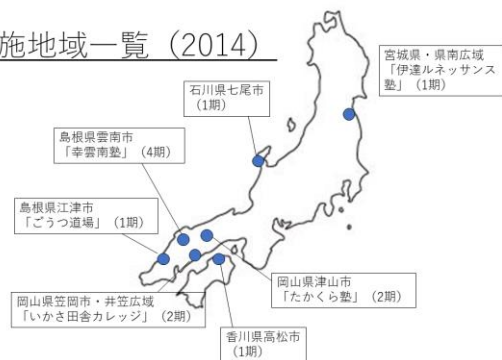 施地域一覧（2014）
宮城県・県南広域
「伊達ルネッサンス
塾」（1期）
石川県七尾市
（1期）
島根県雲南市
「幸雲南塾」（4期）
島根県江津市
「ごうつ道場」（1期）
岡山県津山市
「たかくら塾」（2期）
岡山県笠岡市・井笠広域
「いかさ田舎カレッジ」（2期）
香川県高松市
（1期）